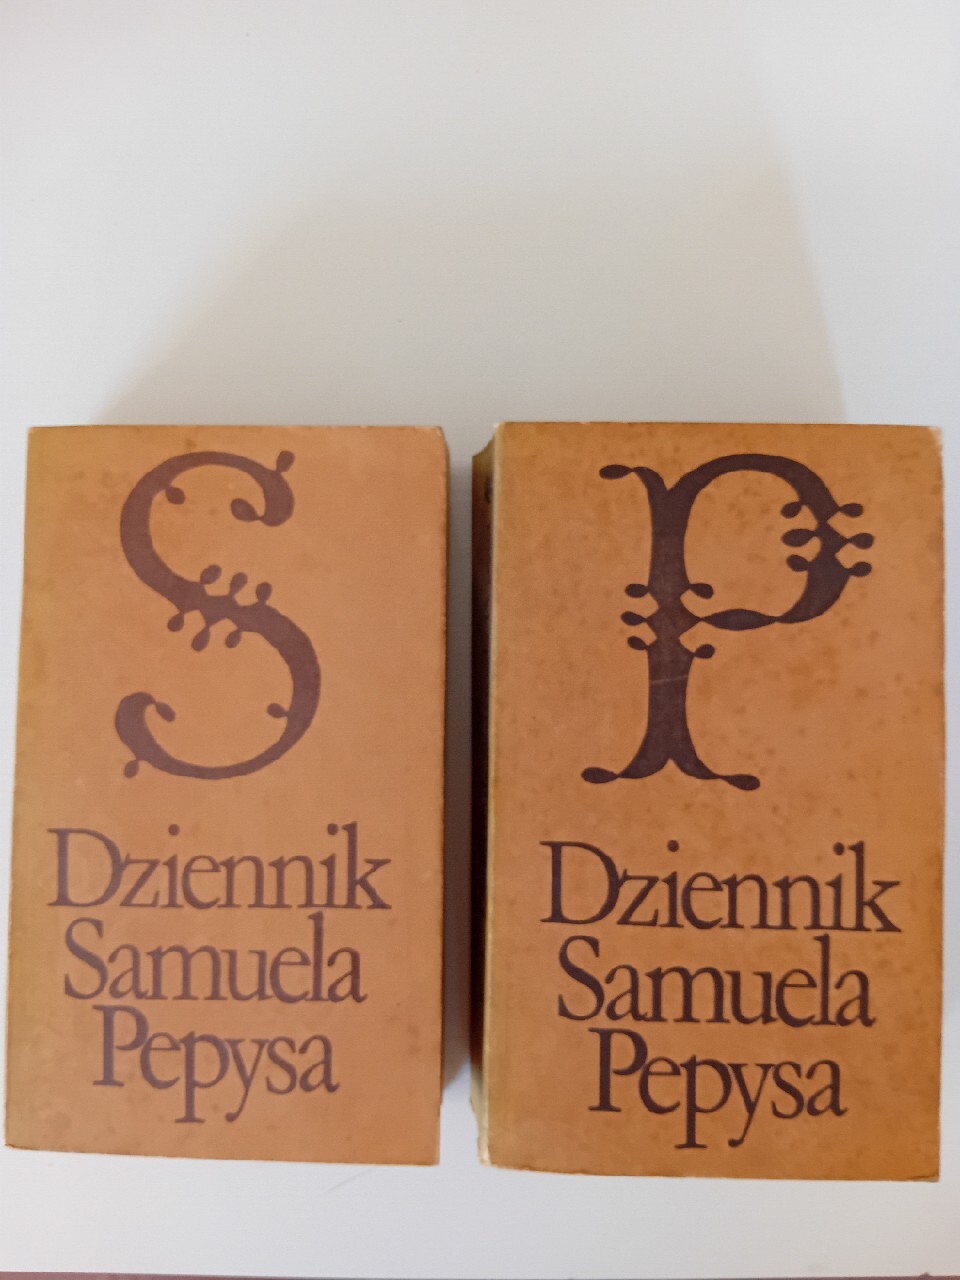 S
Dziennik
Samuela
Pepysa
P
Dziennik
Samuela
Pepysa